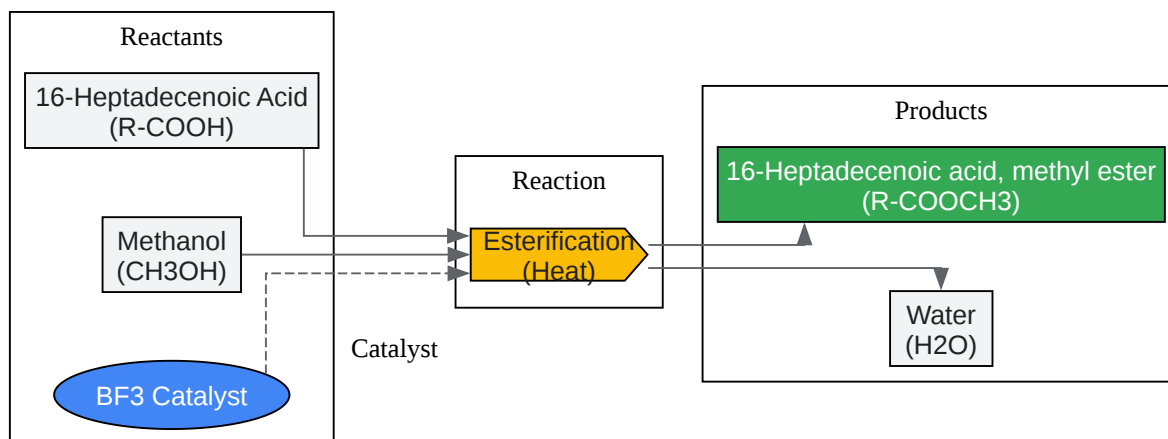 Reactants
16-Heptadecenoic Acid
(R-COOH)
Methanol
(CH3OH)
BF3 Catalyst
Catalyst
Reaction
Esterification
(Heat)
Products
16-Heptadecenoic acid, methyl ester
(R-COOCH3)
Water
(H2O)